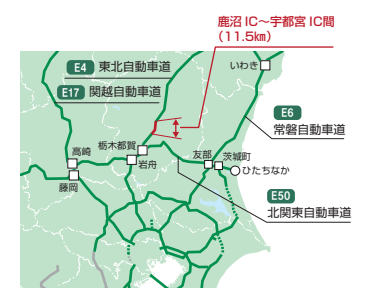 鹿沼 IC～宇都宮 IC間
（11.5㎞）
E4 東北自動車道
いわき
E17 関越自動車道
E6
常磐自動車道
栃木都賀
高崎
岩舟
友部
茨城町
ひたちなか
藤岡
E50
北関東自動車道